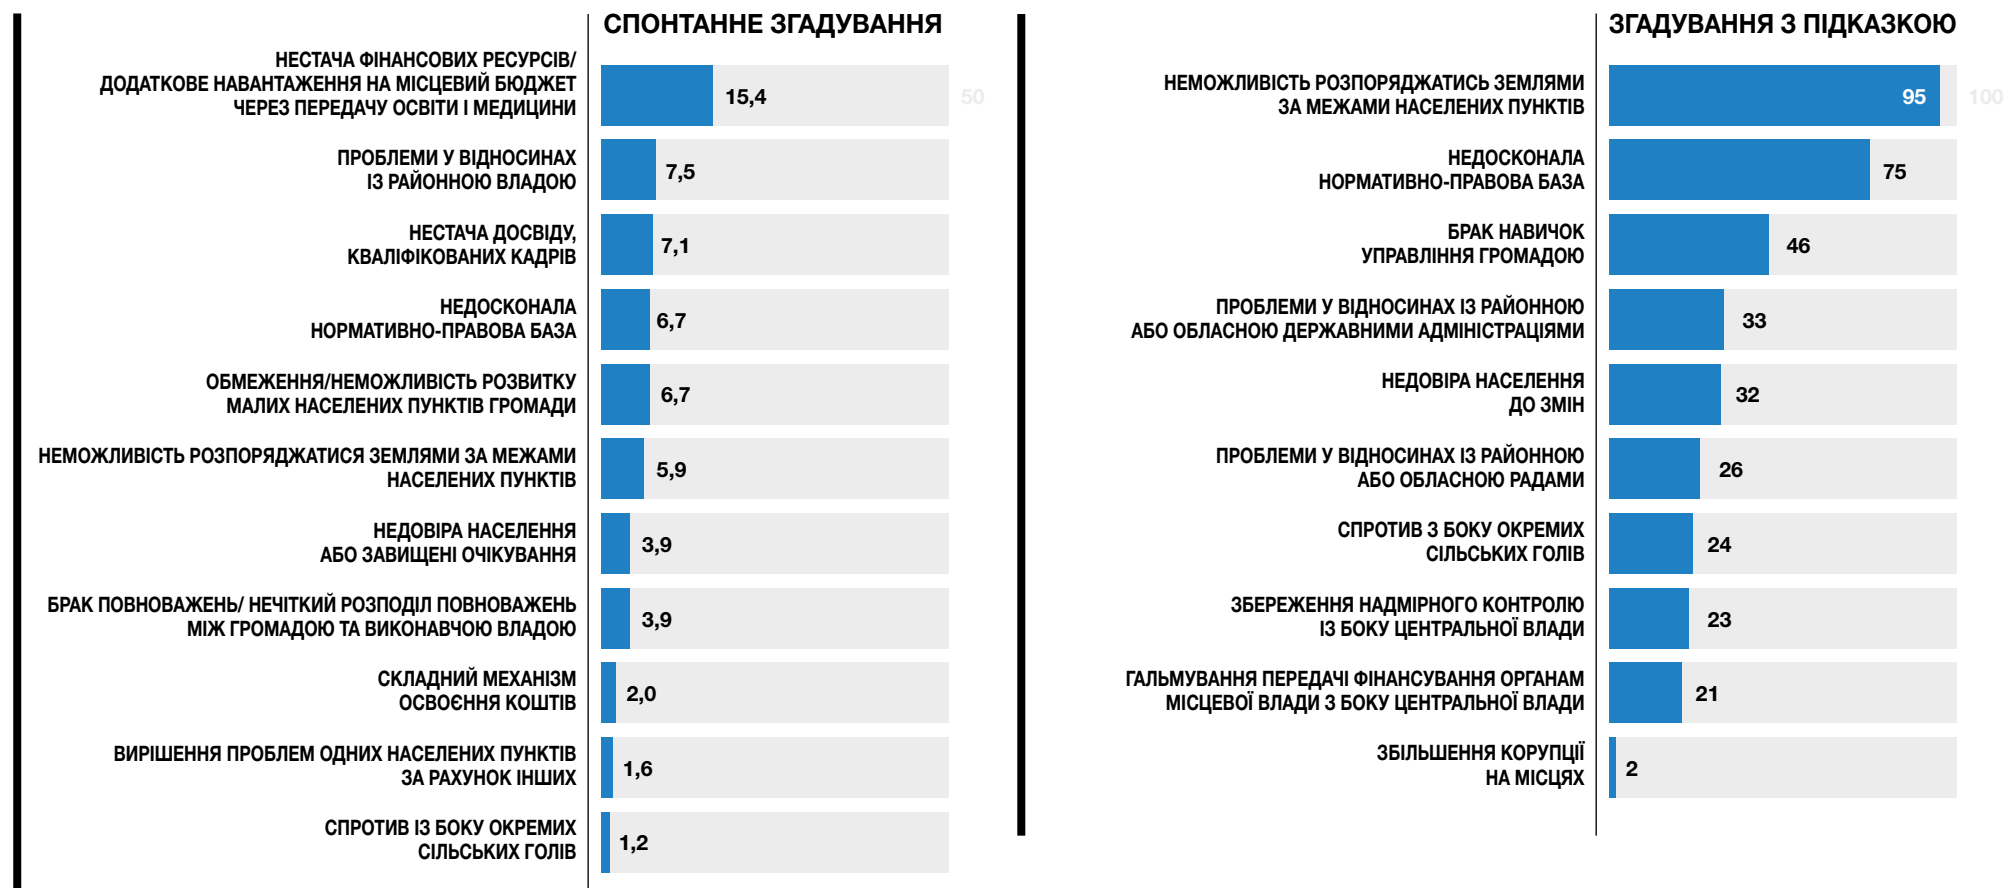 СПОНТАННЕ ЗГАДУВАННЯ
НЕСТАЧА ФІНАНСОВИХ РЕСУРСІВ/
ДОДАТКОВЕ НАВАНТАЖЕННЯ НА МІСЦЕВИЙ БЮДЖЕТ
ЧЕРЕЗ ПЕРЕДАЧУ ОСВІТИ І МЕДИЦИНИ
15,4
50
ПРОБЛЕМИ У ВІДНОСИНАХ
ІЗ РАЙОННОЮ ВЛАДОЮ
7,5
НЕСТАЧА ДОСВІДУ,
КВАЛІФІКОВАНИХ КАДРІВ
7,1
НЕДОСКОНАЛА
НОРМАТИВНО-ПРАВОВА БАЗА
6,7
ОБМЕЖЕННЯ/НЕМОЖЛИВІСТЬ РОЗВИТКУ
МАЛИХ НАСЕЛЕНИХ ПУНКТІВ ГРОМАДИ
6,7
НЕМОЖЛИВІСТЬ РОЗПОРЯДЖАТИСЯ ЗЕМЛЯМИ ЗА МЕЖАМИ
НАСЕЛЕНИХ ПУНКТІВ
5,9
НЕДОВІРА НАСЕЛЕННЯ
АБО ЗАВИЩЕНІ ОЧІКУВАННЯ
3,9
БРАК ПОВНОВАЖЕНЬ/ НЕЧІТКИЙ РОЗПОДІЛ ПОВНОВАЖЕНЬ
МІЖ ГРОМАДОЮ ТА ВИКОНАВЧОЮ ВЛАДОЮ
3,9
СКЛАДНИЙ МЕХАНІЗМ
ОСВОЄННЯ КОШТІВ
2,0
ВИРІШЕННЯ ПРОБЛЕМ ОДНИХ НАСЕЛЕНИХ ПУНКТІВ
ЗА РАХУНОК ІНШИХ
1,6
СПРОТИВ ІЗ БОКУ ОКРЕМИХ
СІЛЬСЬКИХ ГОЛІВ
1,2
ЗГАДУВАННЯ З ПІДКАЗКОЮ
НЕМОЖЛИВІСТЬ РОЗПОРЯДЖАТИСЬ ЗЕМЛЯМИ
ЗА МЕЖАМИ НАСЕЛЕНИХ ПУНКТІВ
95
100
НЕДОСКОНАЛА
НОРМАТИВНО-ПРАВОВА БАЗА
75
БРАК НАВИЧОК
УПРАВЛІННЯ ГРОМАДОЮ
46
ПРОБЛЕМИ У ВІДНОСИНАХ ІЗ РАЙОННОЮ
АБО ОБЛАСНОЮ ДЕРЖАВНИМИ АДМІНІСТРАЦІЯМИ
33
НЕДОВІРА НАСЕЛЕННЯ
ДО ЗМІН
32
ПРОБЛЕМИ У ВІДНОСИНАХ ІЗ РАЙОННОЮ
АБО ОБЛАСНОЮ РАДАМИ
26
СПРОТИВ З БОКУ ОКРЕМИХ
СІЛЬСЬКИХ ГОЛІВ
24
ЗБЕРЕЖЕННЯ НАДМІРНОГО КОНТРОЛЮ
ІЗ БОКУ ЦЕНТРАЛЬНОЇ ВЛАДИ
23
ГАЛЬМУВАННЯ ПЕРЕДАЧІ ФІНАНСУВАННЯ ОРГАНАМ
МІСЦЕВОЇ ВЛАДИ З БОКУ ЦЕНТРАЛЬНОЇ ВЛАДИ
21
ЗБІЛЬШЕННЯ КОРУПЦІЇ
НА МІСЦЯХ
2